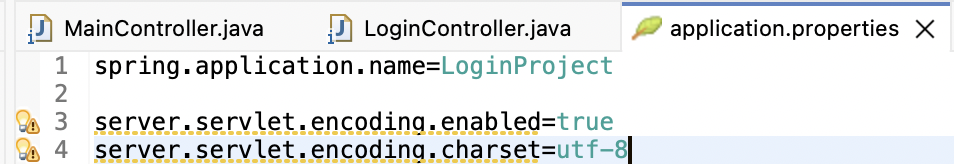 MainController.java LoginController.java application.properties
1 spring.application.name=LoginProject
2
3 server.servlet.encoding.enabled=true
4 server.servlet.encoding.charset=utf-8